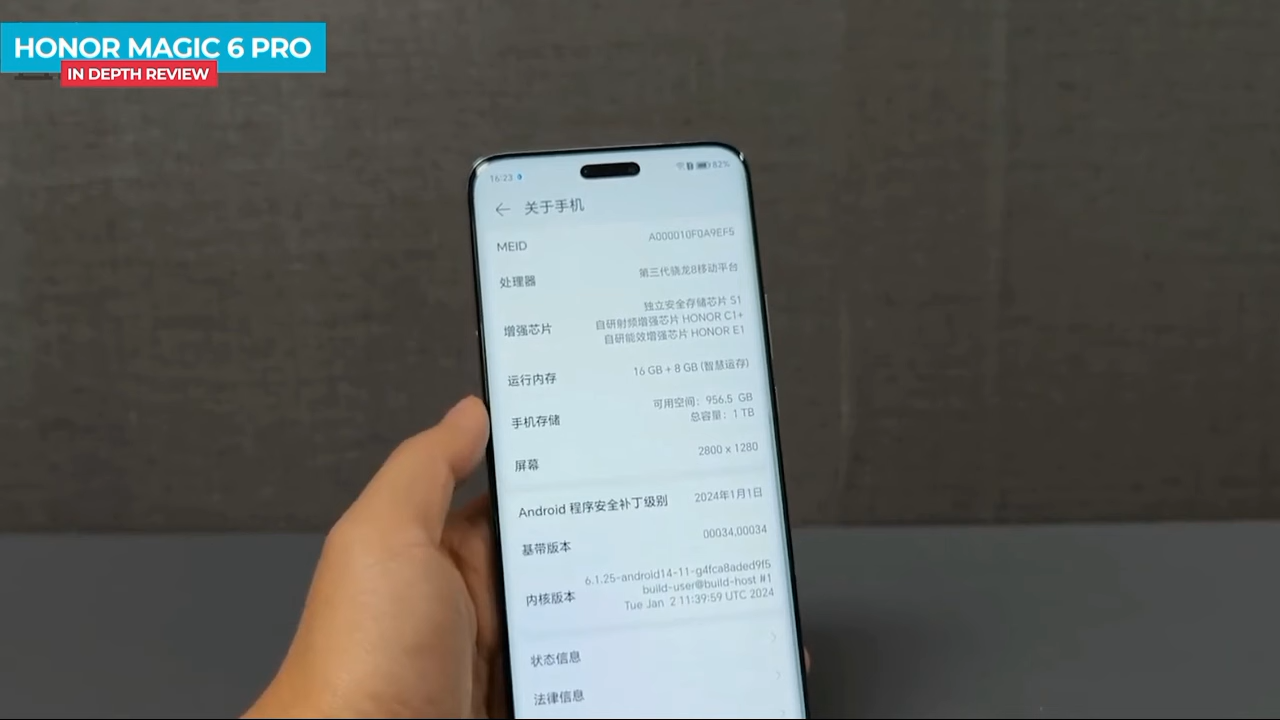 HONOR MAGIC 6 PRO
IN DEPTH REVIEW
16:23 82%
关于手机
MEID A000010F0A9EF5
处理器 第三代骁龙8移动平台
增强芯片 独立安全存储芯片 S1
自研射频增强芯片 HONOR C1+
自研能效增强芯片 HONOR E1
运行内存 16 GB + 8 GB (智慧运存)
手机存储 可用空间：956.5 GB
总容量：1 TB
屏幕 2800 x 1280
Android 程序安全补丁级别 2024年1月1日
基带版本 00034,00034
内核版本 6.1.25-android14-11-g4fca8aded9f5
build-user@build-host #1
Tue Jan 2 11:39:59 UTC 2024
状态信息
法律信息